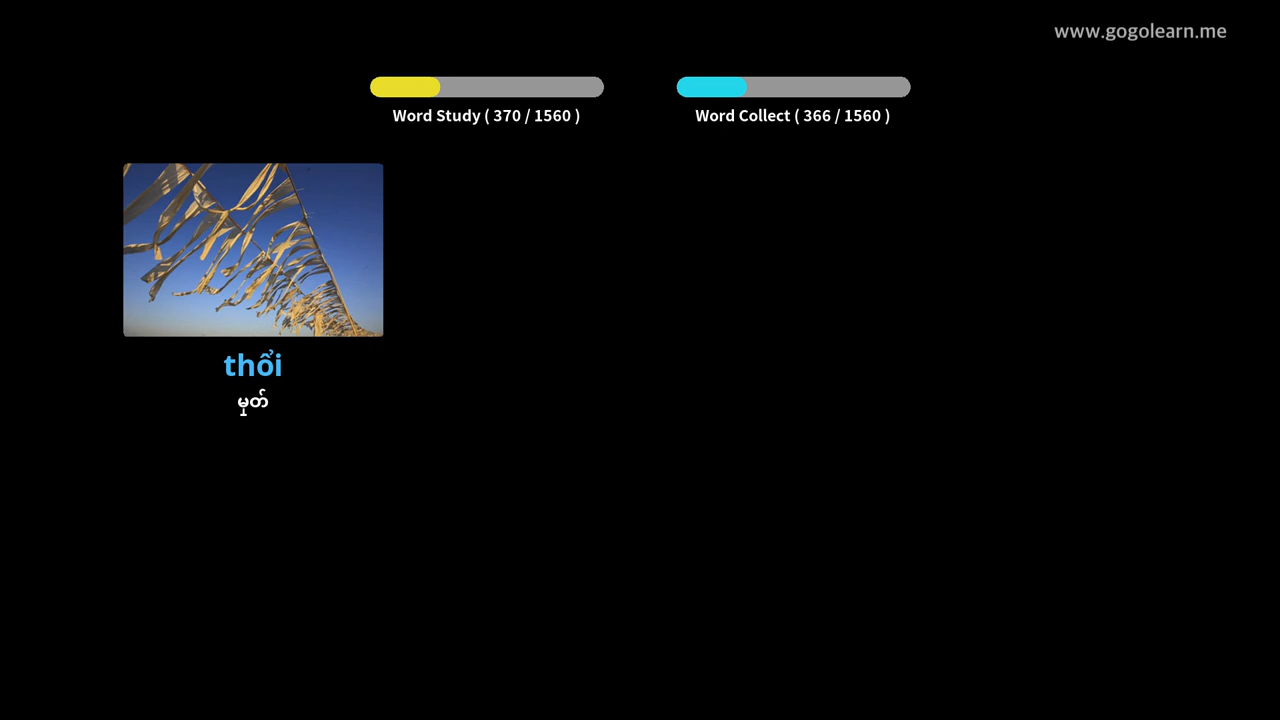 www.gogolearn.me
Word Study ( 370 / 1560 )
Word Collect ( 366 / 1560 )
thổi
မှုတ်